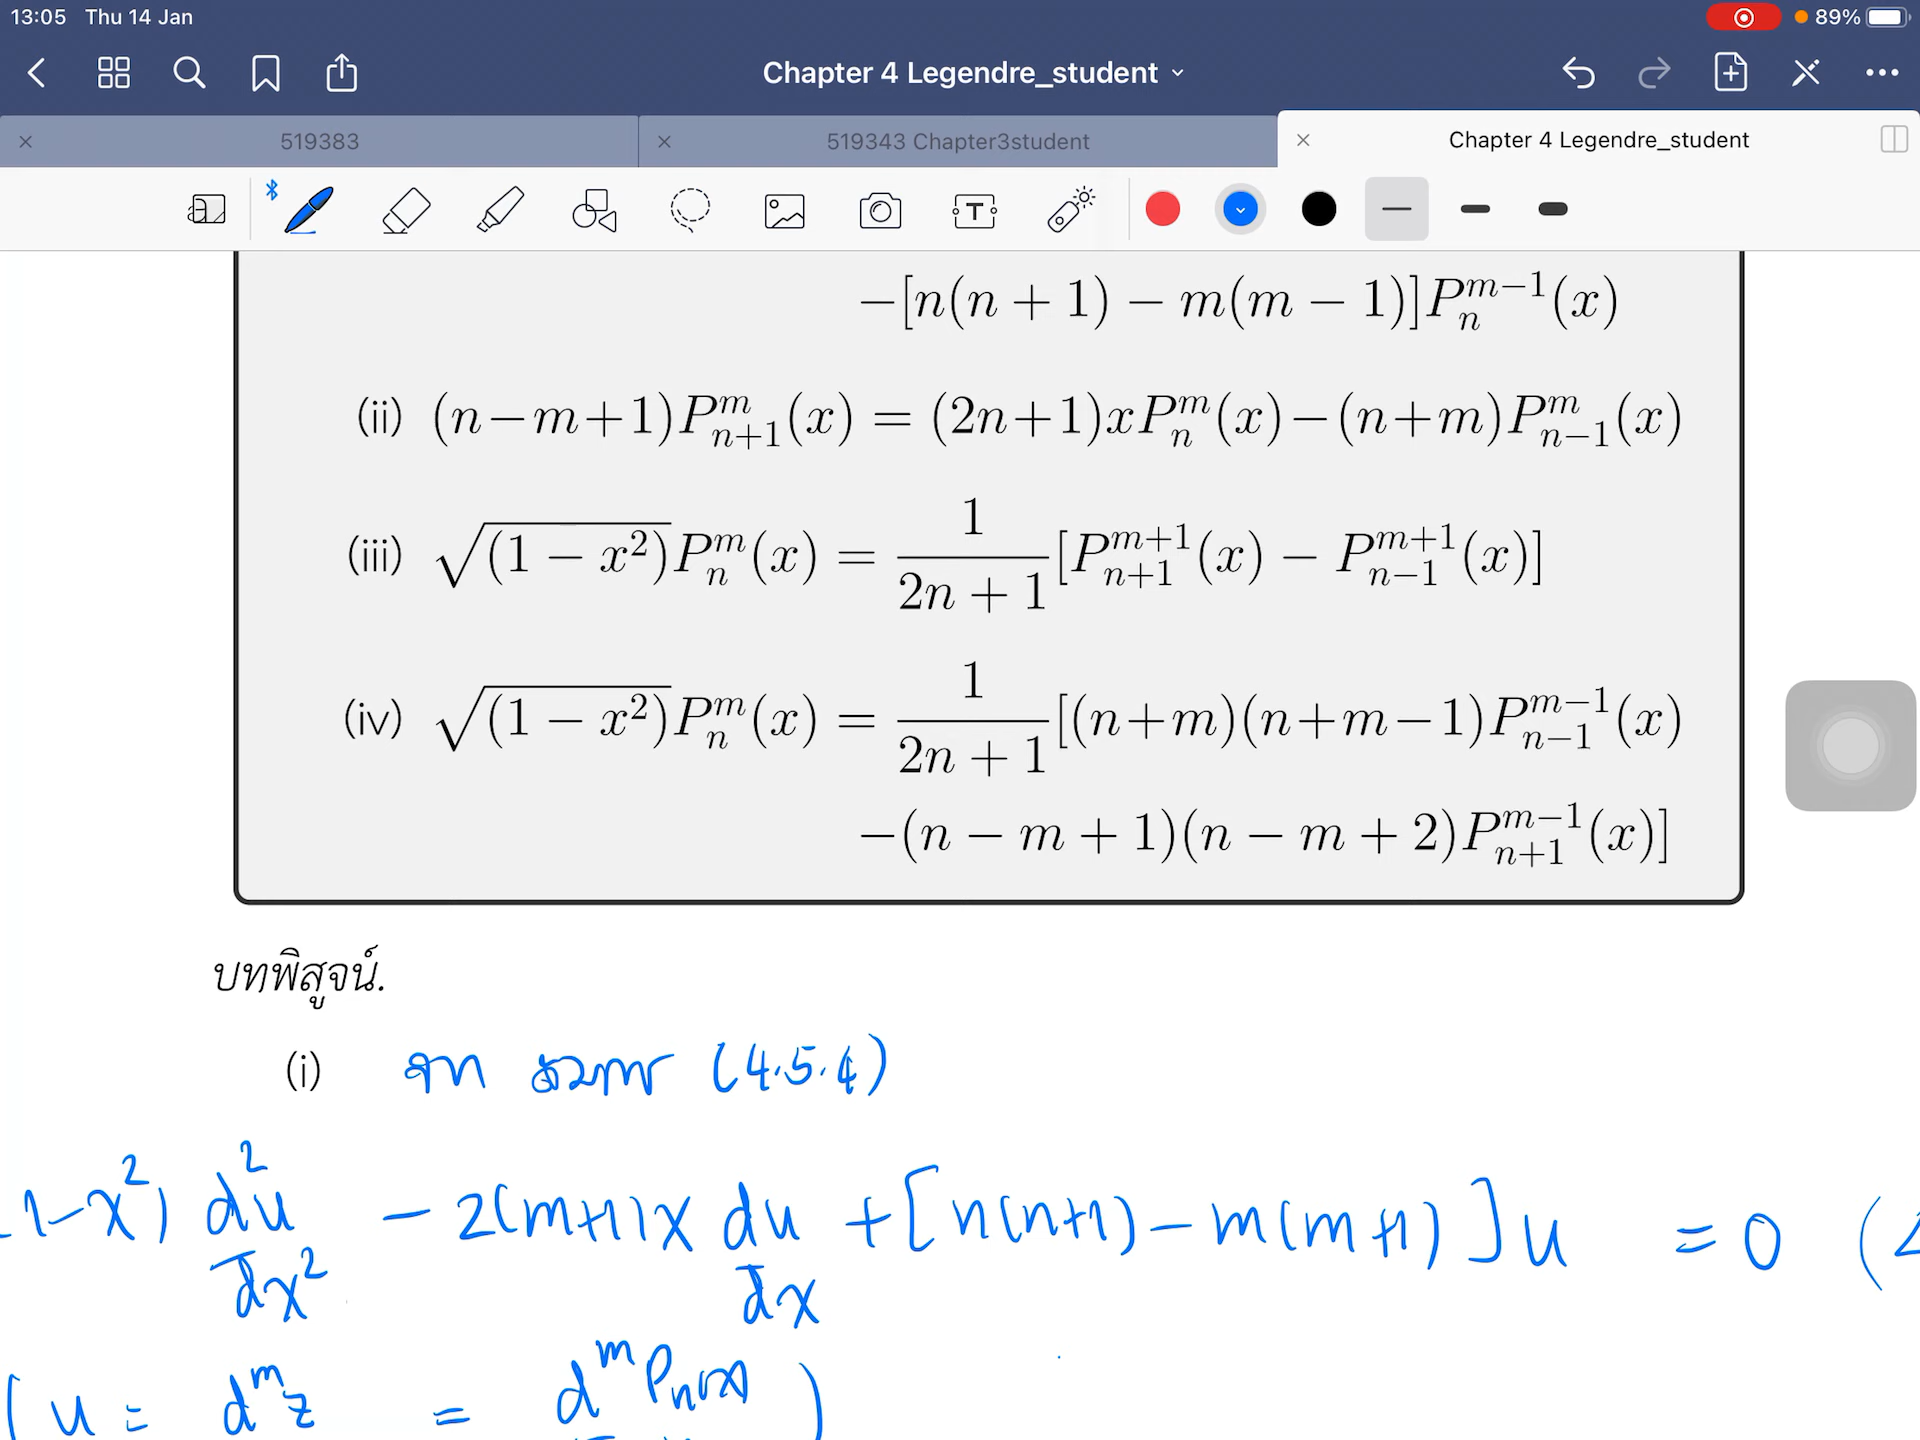 13:05 Thu 14 Jan 89%
Chapter 4 Legendre_student
519383 519343 Chapter3student Chapter 4 Legendre_student
−[n(n + 1) − m(m − 1)]P_n^{m−1}(x)
(ii) (n−m+1)P_{n+1}^m(x) = (2n+1)xP_n^m(x)−(n+m)P_{n−1}^m(x)
(iii) √(1 − x²)P_n^m(x) = 1/(2n + 1)[P_{n+1}^{m+1}(x) − P_{n−1}^{m+1}(x)]
(iv) √(1 − x²)P_n^m(x) = 1/(2n + 1)[(n+m)(n+m−1)P_{n−1}^{m−1}(x)
−(n − m + 1)(n − m + 2)P_{n+1}^{m−1}(x)]
บทพิสูจน์.
(i) จาก สมการ (4.5.4)
1-x²) d²u/dx² − 2(m+1)x du/dx + [n(n+1) − m(m+1)]u = 0
(u = d^m z = d^m P_n(x) )